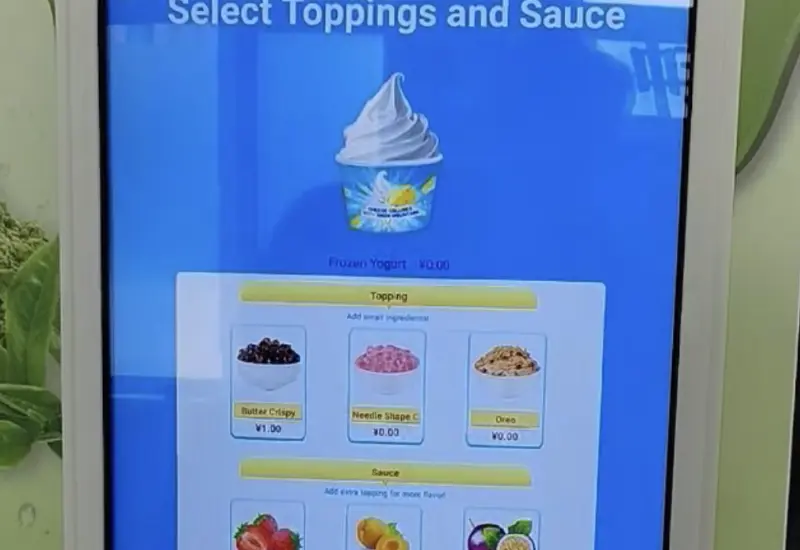 Select Toppings and Sauce
Frozen Yogurt ¥0.00
Topping
Add small ingredients!
Butter Crispy
Needle Shape C
Oreo
¥1.00
¥0.00
¥0.00
Sauce
Add extra topping for more flavor!